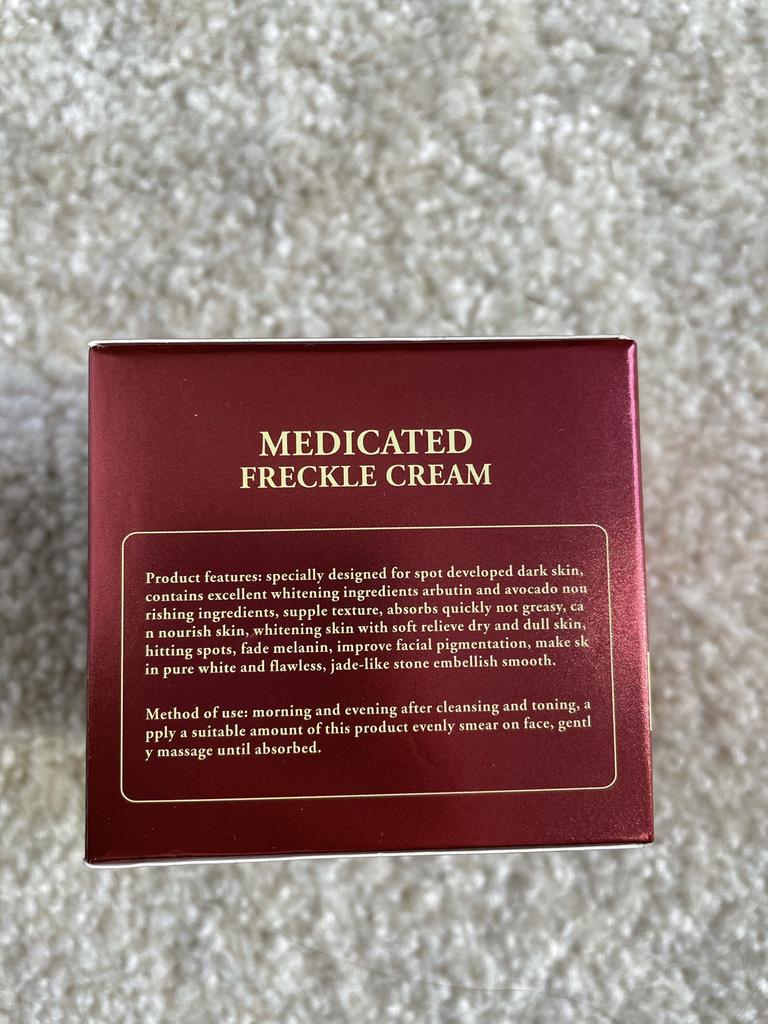 MEDICATED
FRECKLE CREAM
Product features: specially designed for spot developed dark skin,
contains excellent whitening ingredients arbutin and avocado nou
rishing ingredients, supple texture, absorbs quickly not greasy, ca
n nourish skin, whitening skin with soft relieve dry and dull skin,
hitting spots, fade melanin, improve facial pigmentation, make sk
in pure white and flawless, jade-like stone embellish smooth.
Method of use: morning and evening after cleansing and toning, a
pply a suitable amount of this product evenly smear on face, gentl
y massage until absorbed.